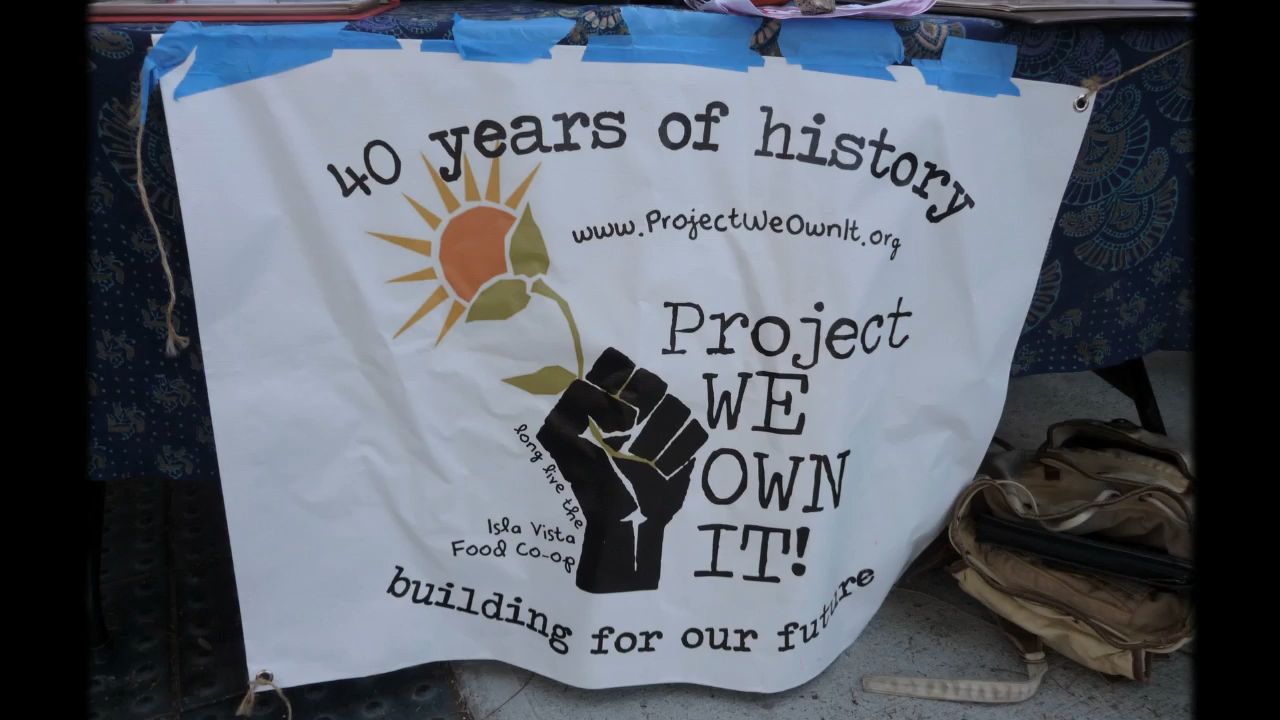 40 years of history
www.ProjectWeOwnIt.org
Project
WE
OWN
IT!
long live the
Isla Vista
Food Co-op
building for our future